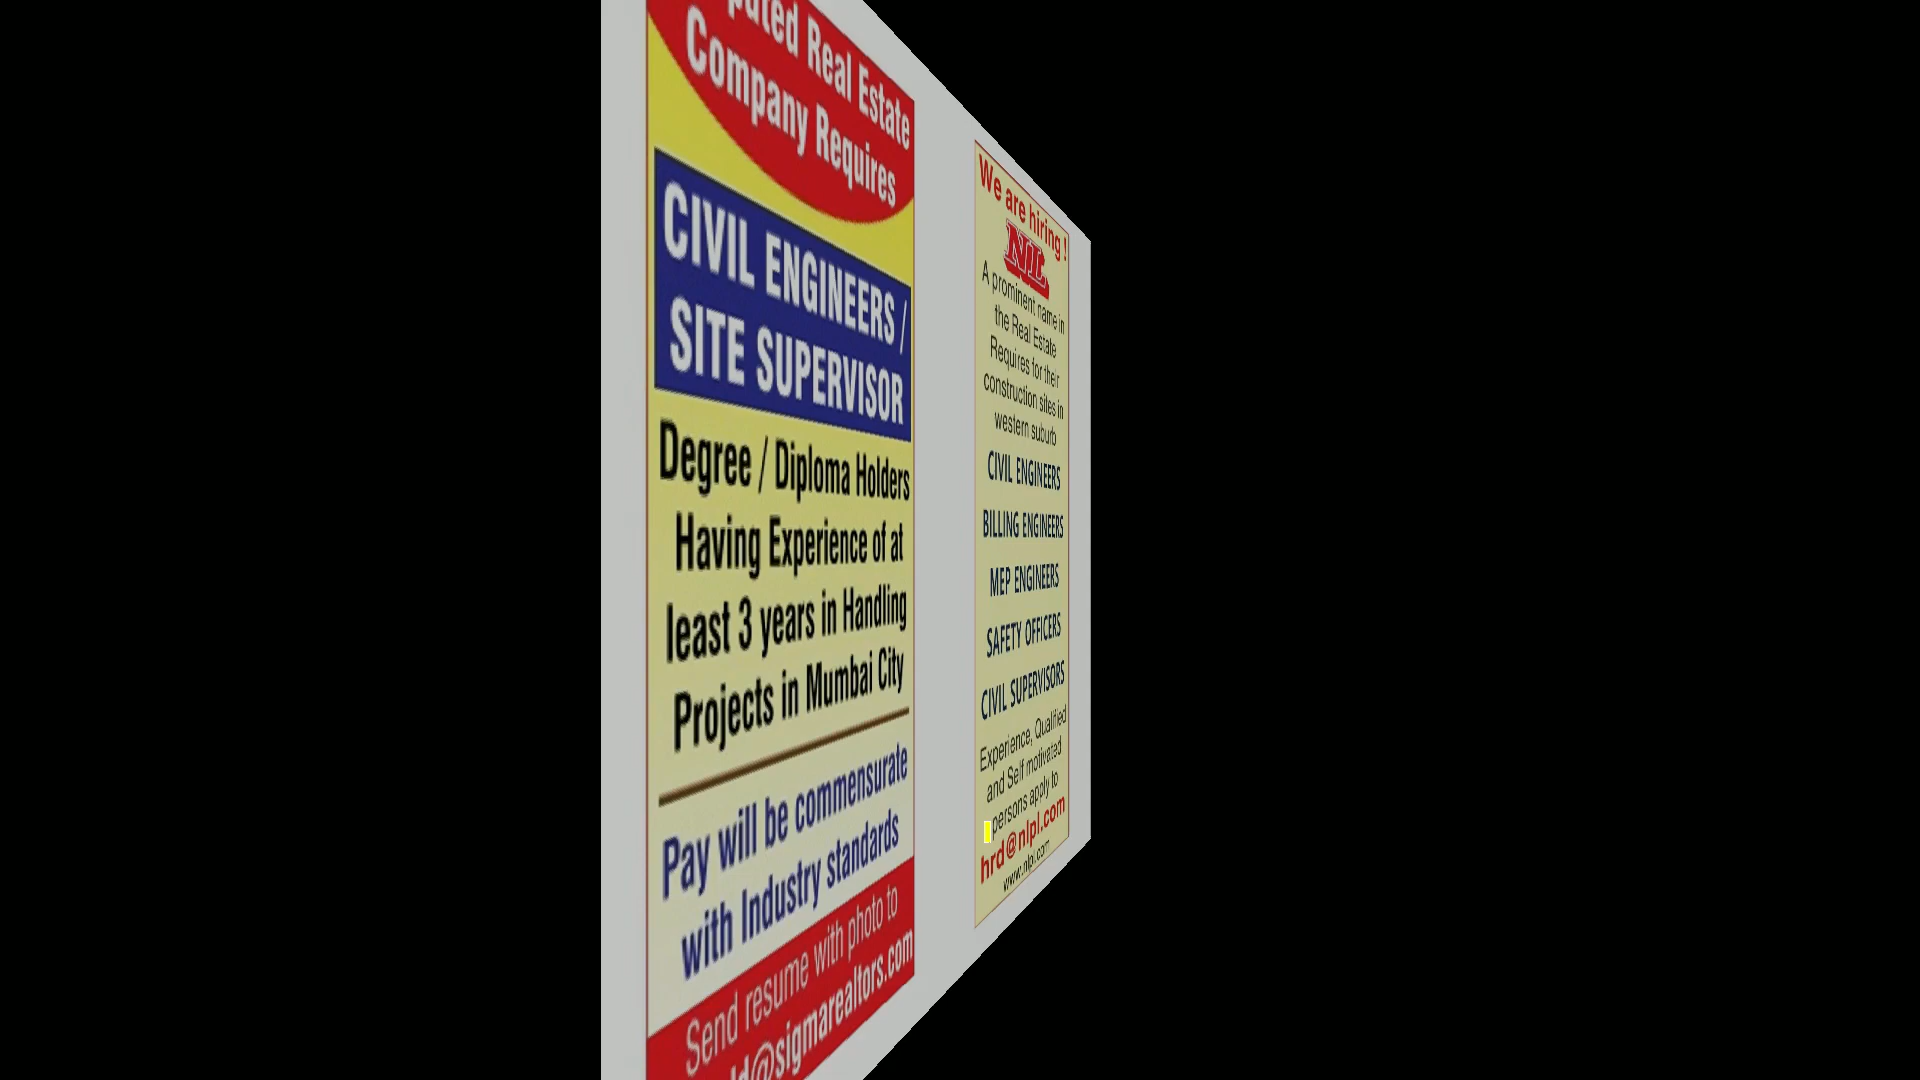 Real Estate
Company Requires
CIVIL ENGINEERS /
SITE SUPERVISOR
Degree / Diploma Holders
Having Experience of at
least 3 years in Handling
Projects in Mumbai City
Pay will be commensurate
with Industry standards
Send resume with photo to
We are hiring !
NL
A prominent name in
the Real Estate
Requires for their
construction sites in
western suburb
CIVIL ENGINEERS
BILLING ENGINEERS
MEP ENGINEERS
SAFETY OFFICERS
CIVIL SUPERVISORS
Experience, Qualified
and Self motivated
persons apply to
hrd@nlpl.com
www.nlpl.com